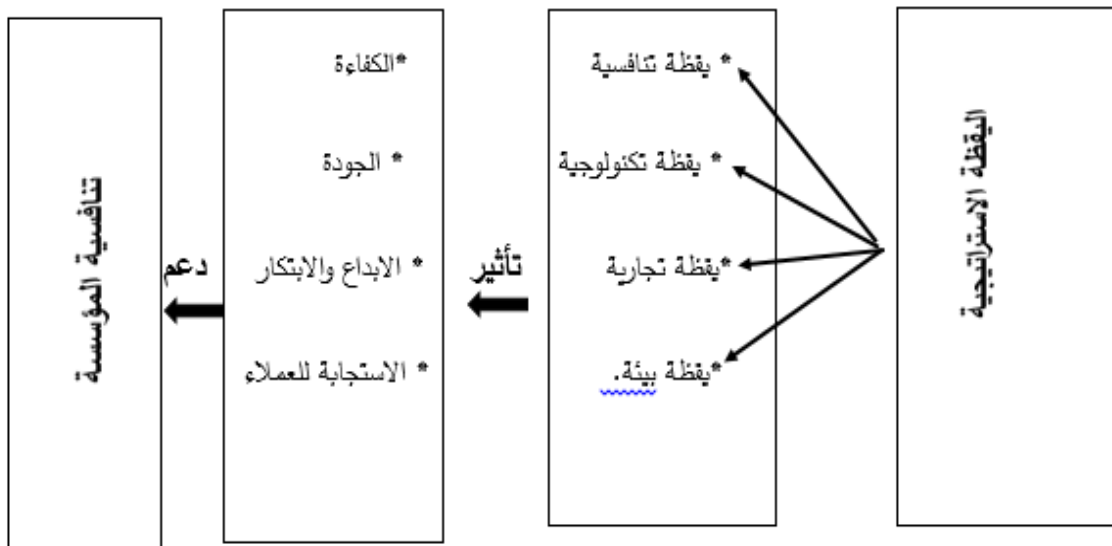 اليقظة الاستراتيجية
* يقظة تنافسية
* يقظة تكنولوجية
*يقظة تجارية
*يقظة بيئة.
تأثير
*الكفاءة
* الجودة
* الابداع والابتكار
* الاستجابة للعملاء
دعم
تنافسية المؤسسة